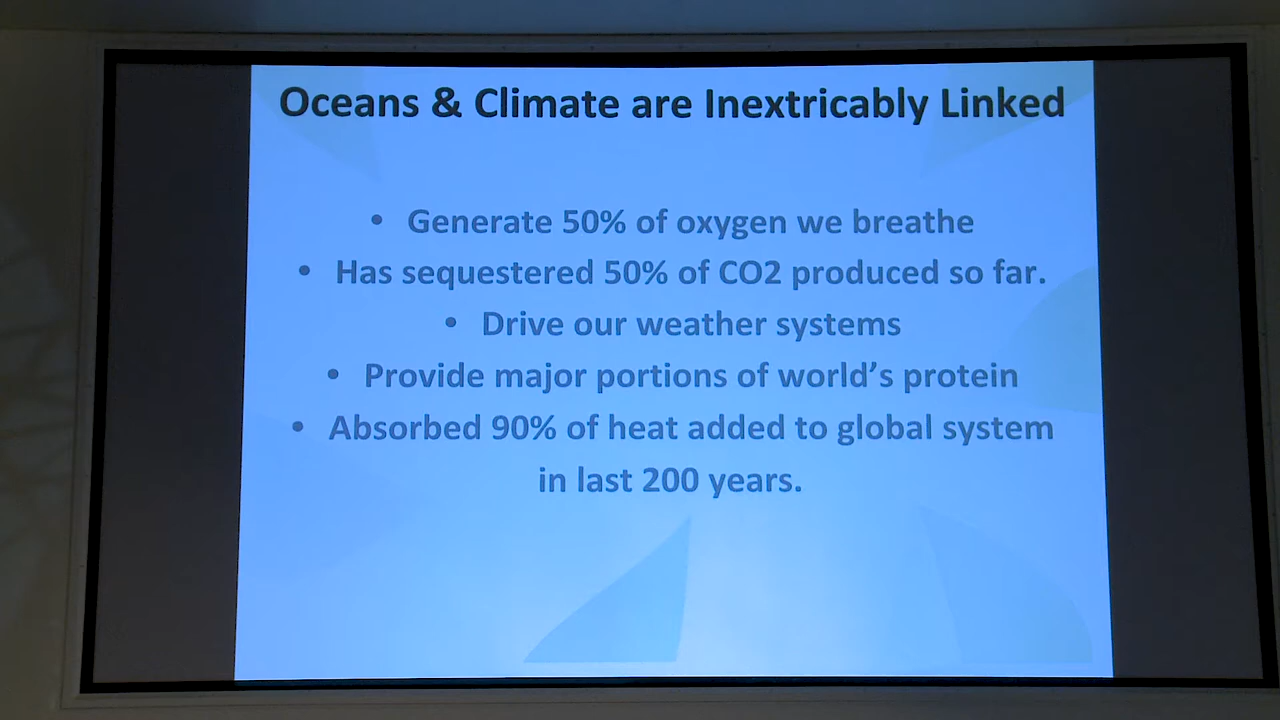 Oceans & Climate are Inextricably Linked
• Generate 50% of oxygen we breathe
• Has sequestered 50% of CO2 produced so far.
• Drive our weather systems
• Provide major portions of world’s protein
• Absorbed 90% of heat added to global system
in last 200 years.